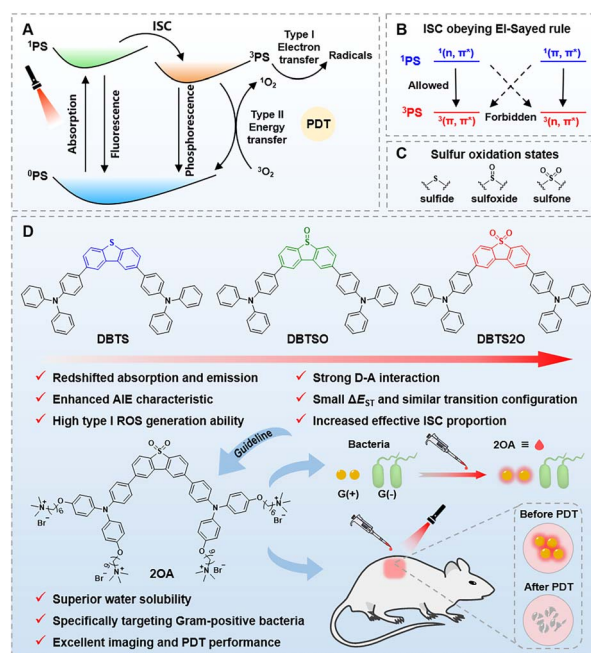 A
ISC
¹PS
³PS
Type I
Electron
transfer
Radicals
¹O₂
Absorption
Fluorescence
Phosphorescence
Type II
Energy
transfer
PDT
³O₂
⁰PS
B
ISC obeying El-Sayed rule
¹PS
¹(n, π*)
¹(π, π*)
Allowed
Forbidden
³PS
³(π, π*)
³(n, π*)
C
Sulfur oxidation states
S
O
S
O O
S
sulfide
sulfoxide
sulfone
D
S
O
S
O O
S
N
N
N
N
N
N
DBTS
DBTSO
DBTS2O
✓ Redshifted absorption and emission
✓ Enhanced AIE characteristic
✓ High type I ROS generation ability
✓ Strong D-A interaction
✓ Small ΔE_ST and similar transition configuration
✓ Increased effective ISC proportion
Guideline
Bacteria
2OA ≡
G(+)
G(-)
Before PDT
After PDT
2OA
✓ Superior water solubility
✓ Specifically targeting Gram-positive bacteria
✓ Excellent imaging and PDT performance